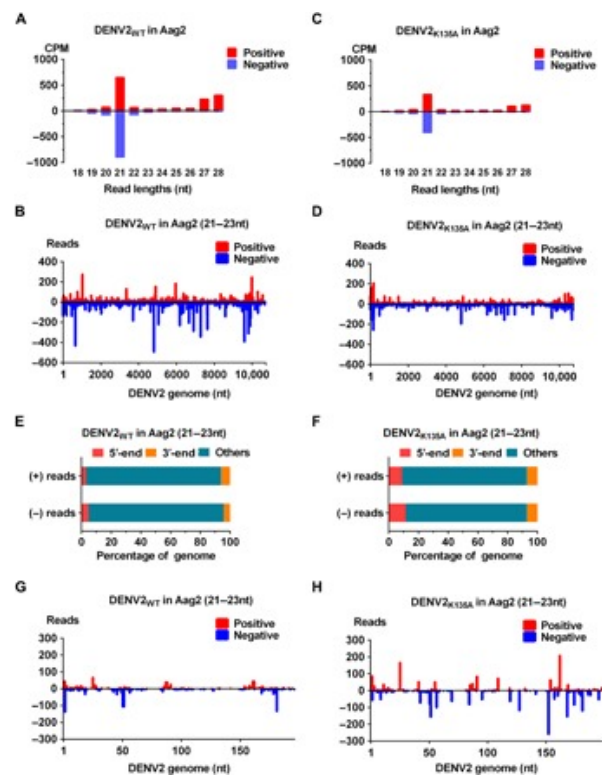 A
DENV2WT in Aag2
CPM
Positive
Negative
1000
500
0
–500
–1000
18 19 20 21 22 23 24 25 26 27 28
Read lengths (nt)
C
DENV2K135A in Aag2
CPM
Positive
Negative
1000
500
0
–500
–1000
18 19 20 21 22 23 24 25 26 27 28
Read lengths (nt)
B
DENV2WT in Aag2 (21–23nt)
Reads
Positive
Negative
400
200
0
–200
–400
–600
1 2000 4000 6000 8000 10,000
DENV2 genome (nt)
D
DENV2K135A in Aag2 (21–23nt)
Reads
Positive
Negative
400
200
0
–200
–400
–600
1 2000 4000 6000 8000 10,000
DENV2 genome (nt)
E
DENV2WT in Aag2 (21–23nt)
5′-end 3′-end Others
(+) reads
(–) reads
0 20 40 60 80 100
Percentage of genome
F
DENV2K135A in Aag2 (21–23nt)
5′-end 3′-end Others
(+) reads
(–) reads
0 20 40 60 80 100
Percentage of genome
G
DENV2WT in Aag2 (21–23nt)
Reads
Positive
Negative
300
200
100
0
–100
–200
–300
1 50 100 150
DENV2 genome (nt)
H
DENV2K135A in Aag2 (21–23nt)
Reads
Positive
Negative
300
200
100
0
–100
–200
–300
1 50 100 150
DENV2 genome (nt)